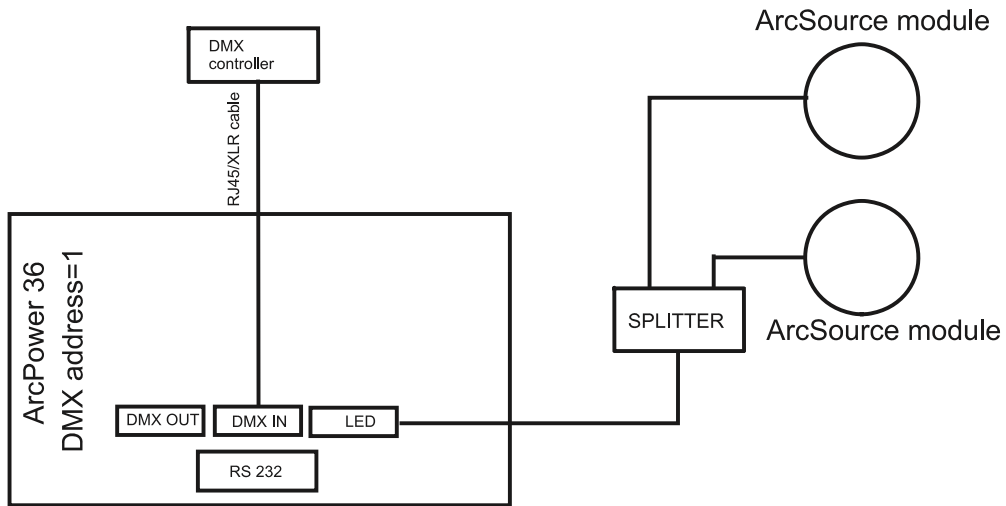 ArcSource module
DMX
controller
RJ45/XLR cable
ArcPower 36
DMX address=1
SPLITTER
ArcSource module
DMX OUT
DMX IN
LED
RS 232